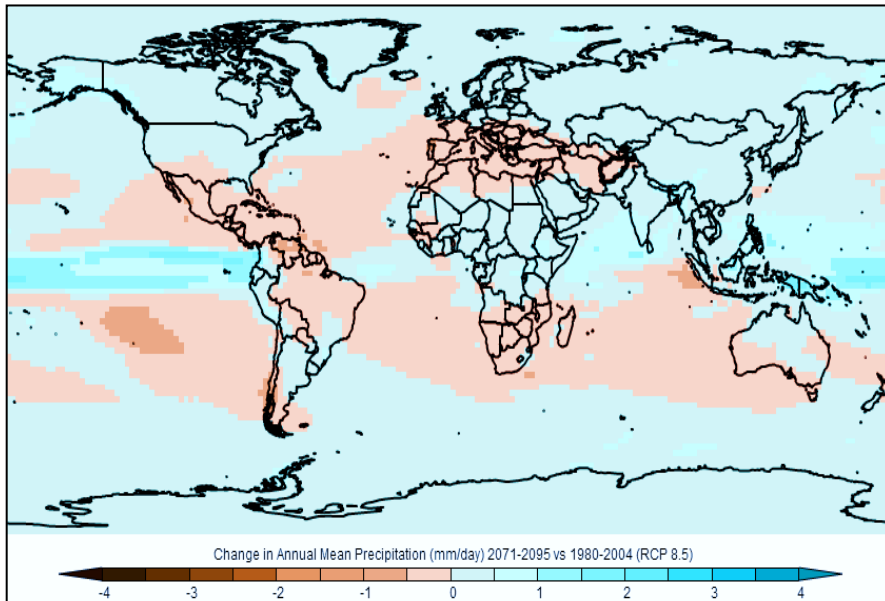 Change in Annual Mean Precipitation (mm/day) 2071-2095 vs 1980-2004 (RCP 8.5)
-4 -3 -2 -1 0 1 2 3 4